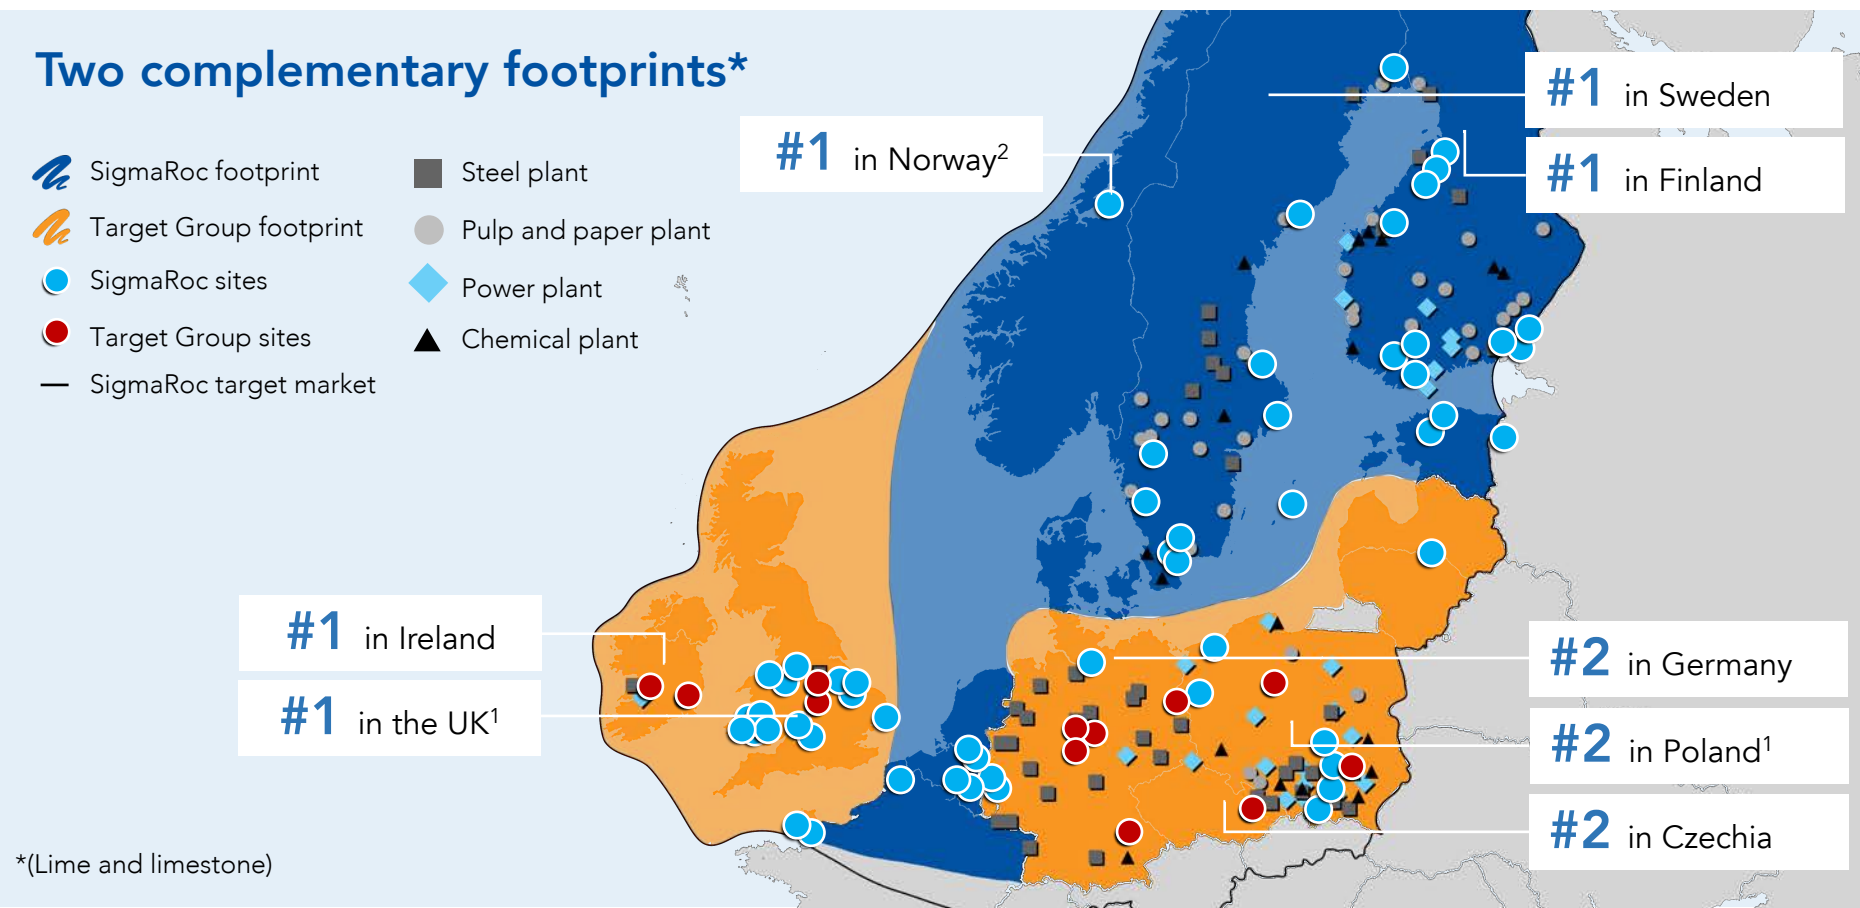 Two complementary footprints*
SigmaRoc footprint
Target Group footprint
SigmaRoc sites
Target Group sites
SigmaRoc target market
Steel plant
Pulp and paper plant
Power plant
Chemical plant
#1 in Norway²
#1 in Sweden
#1 in Finland
#1 in Ireland
#1 in the UK¹
#2 in Germany
#2 in Poland¹
#2 in Czechia
*(Lime and limestone)